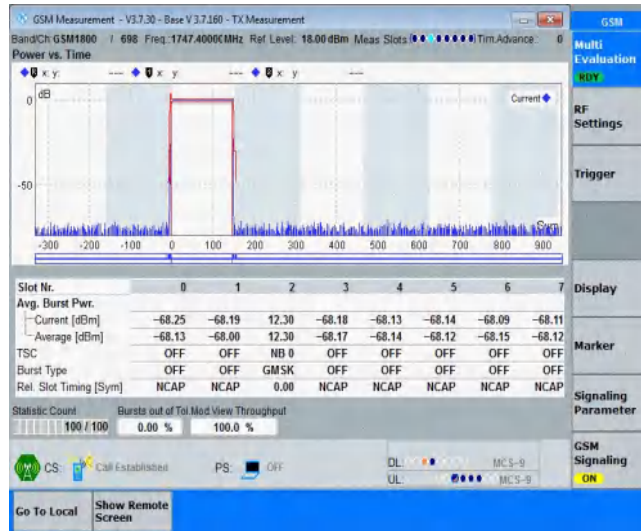 GSM Measurement - V3.7.30 - Base V 3.7.160 - TX Measurement
Band/Ch: GSM1800 / 698 Freq.: 1747.4000 MHz Ref. Level: 18.00 dBm Meas Slots Tim.Advance: 0
Power vs. Time
x: y: --- x: y: --- x: y: ---
dB
Current
0
-50
Sym
-300 -200 -100 0 100 200 300 400 500 600 700 800 900
Slot Nr. 0 1 2 3 4 5 6 7
Avg. Burst Pwr.
Current [dBm] -68.25 -68.19 12.30 -68.18 -68.13 -68.14 -68.09 -68.11
Average [dBm] -68.13 -68.00 12.30 -68.17 -68.14 -68.12 -68.15 -68.12
TSC OFF OFF NB 0 OFF OFF OFF OFF OFF
Burst Type OFF OFF GMSK OFF OFF OFF OFF OFF
Rel. Slot Timing [Sym] NCAP NCAP 0.00 NCAP NCAP NCAP NCAP NCAP
Statistic Count Bursts out of Tol. Mod View Throughput
100 / 100 0.00 % 100.0 %
CS: Call Established PS: OFF DL: MCS-9
UL: MCS-9
Go To Local
Show Remote Screen
GSM
Multi Evaluation
RDY
RF Settings
Trigger
Display
Marker
Signaling Parameter
GSM Signaling
ON